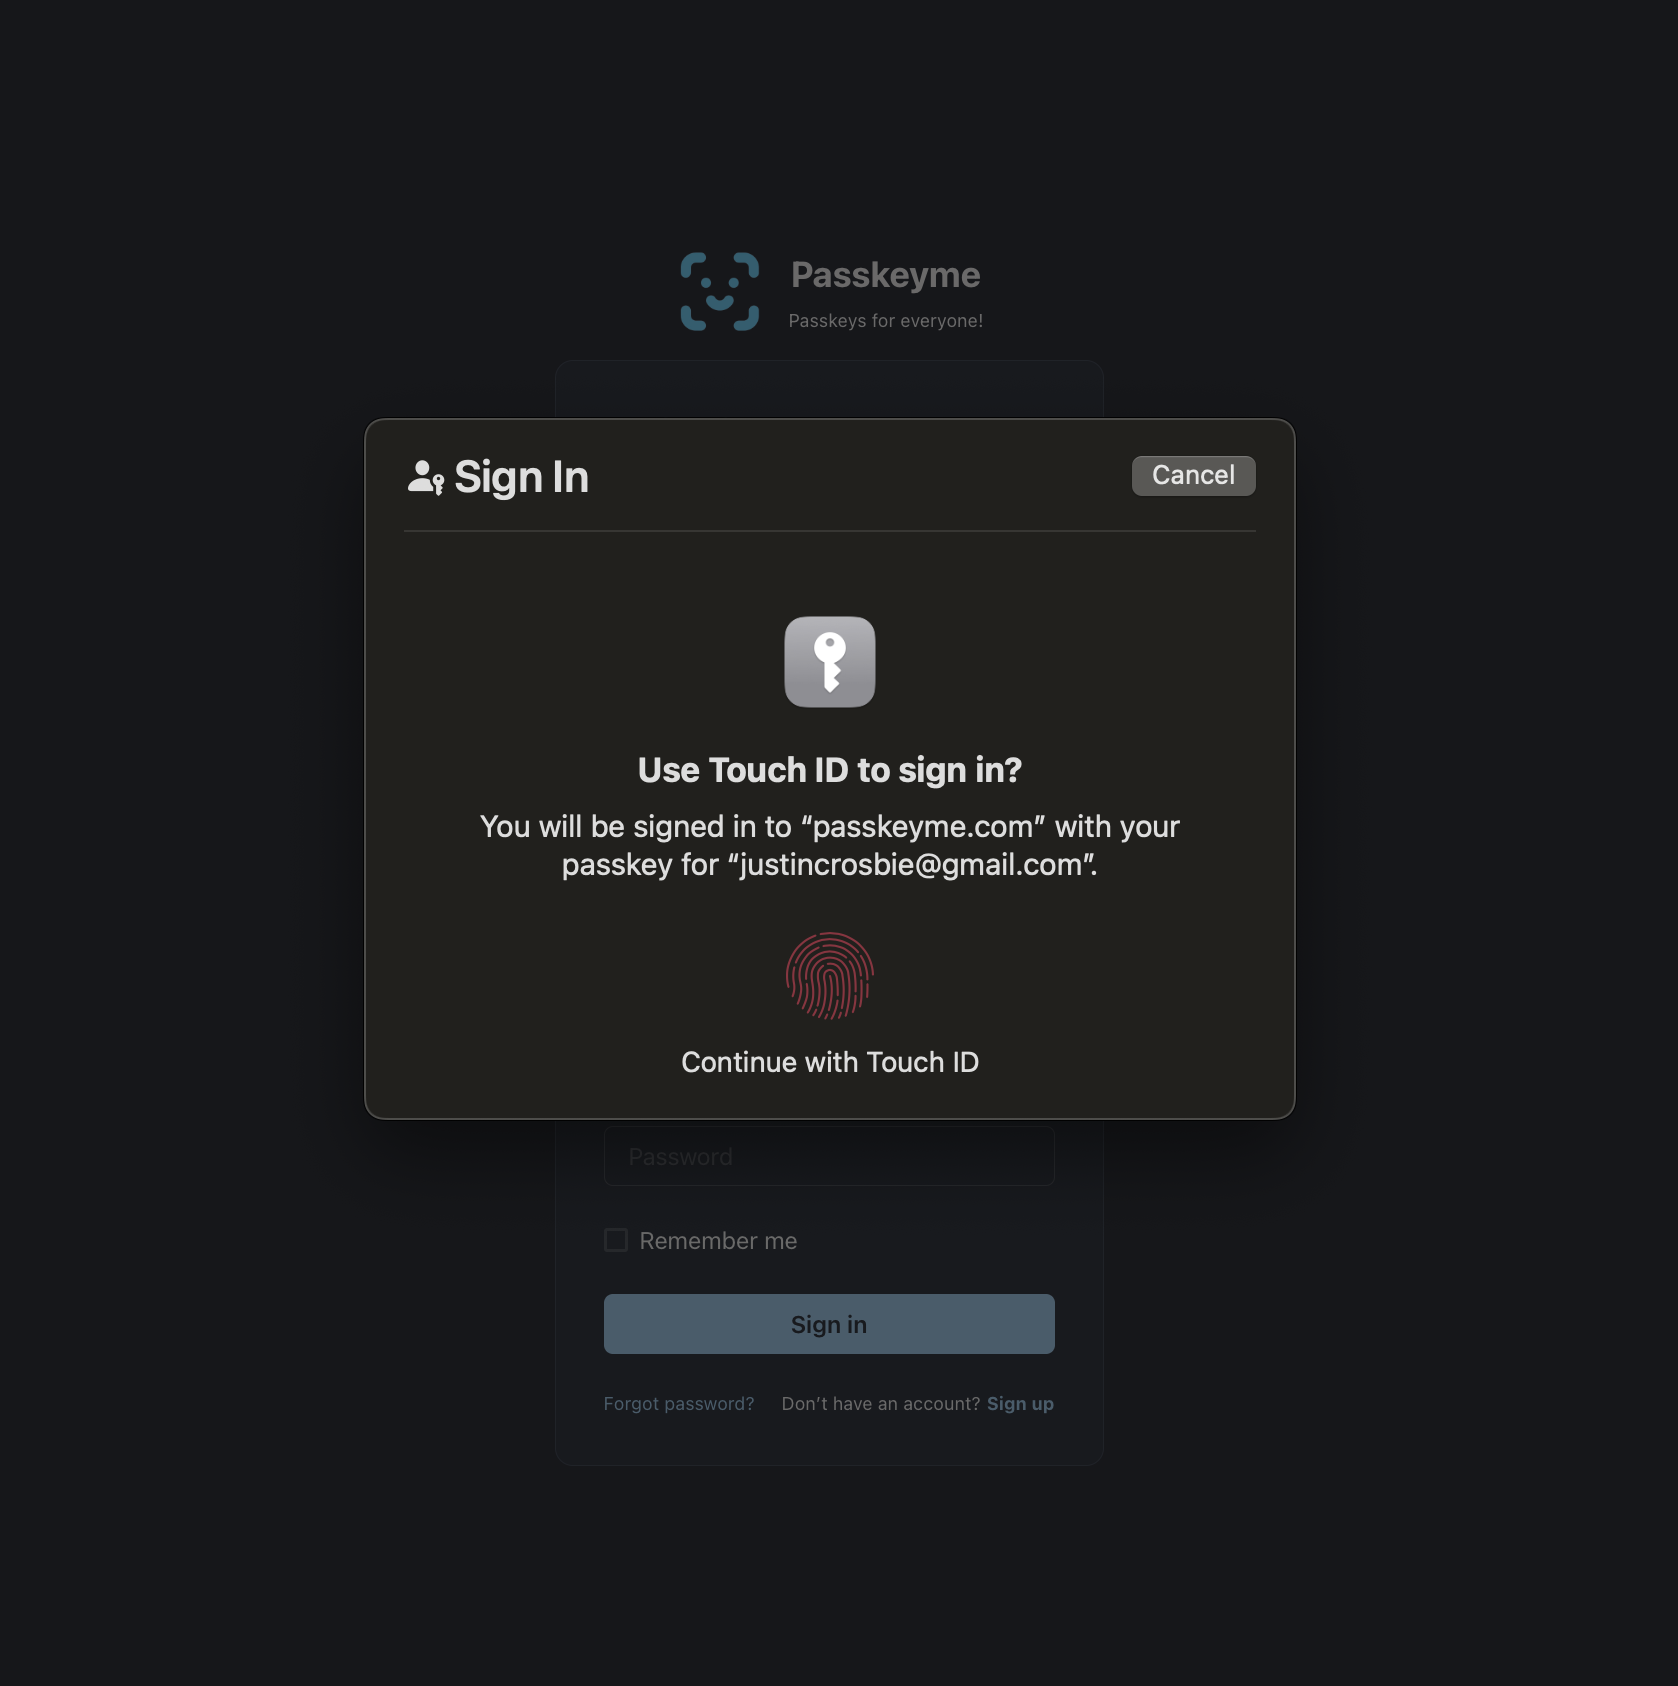 Passkeyme
Passkeys for everyone!
Sign In
Cancel
Use Touch ID to sign in?
You will be signed in to “passkeyme.com” with your
passkey for “justincrosbie@gmail.com”.
Continue with Touch ID
Password
Remember me
Sign in
Forgot password? Don’t have an account? Sign up